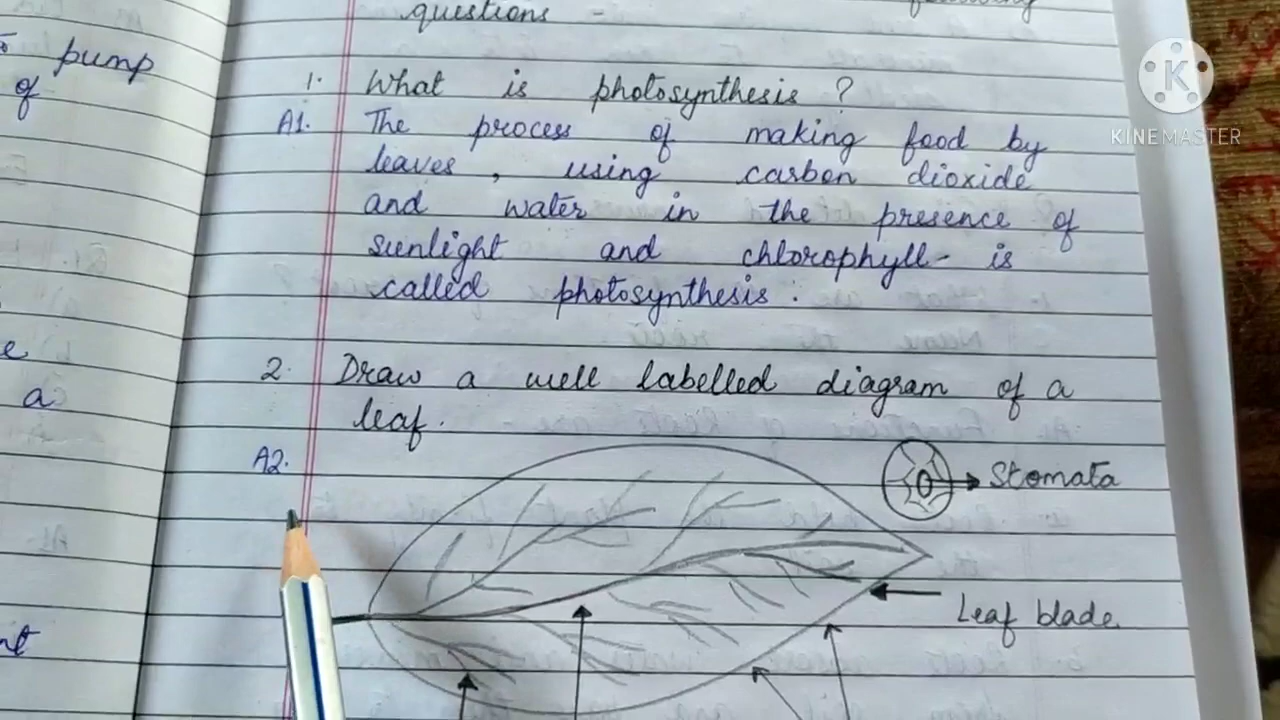 questions -
pump
of
1. What is photosynthesis ?
A1. The process of making food by
leaves, using carbon dioxide
and water in the presence of
sunlight and chlorophyll - is
called photosynthesis.
e
a
2. Draw a well labelled diagram of a
leaf.
A2.
Stomata
Leaf blade
K
KINEMASTER